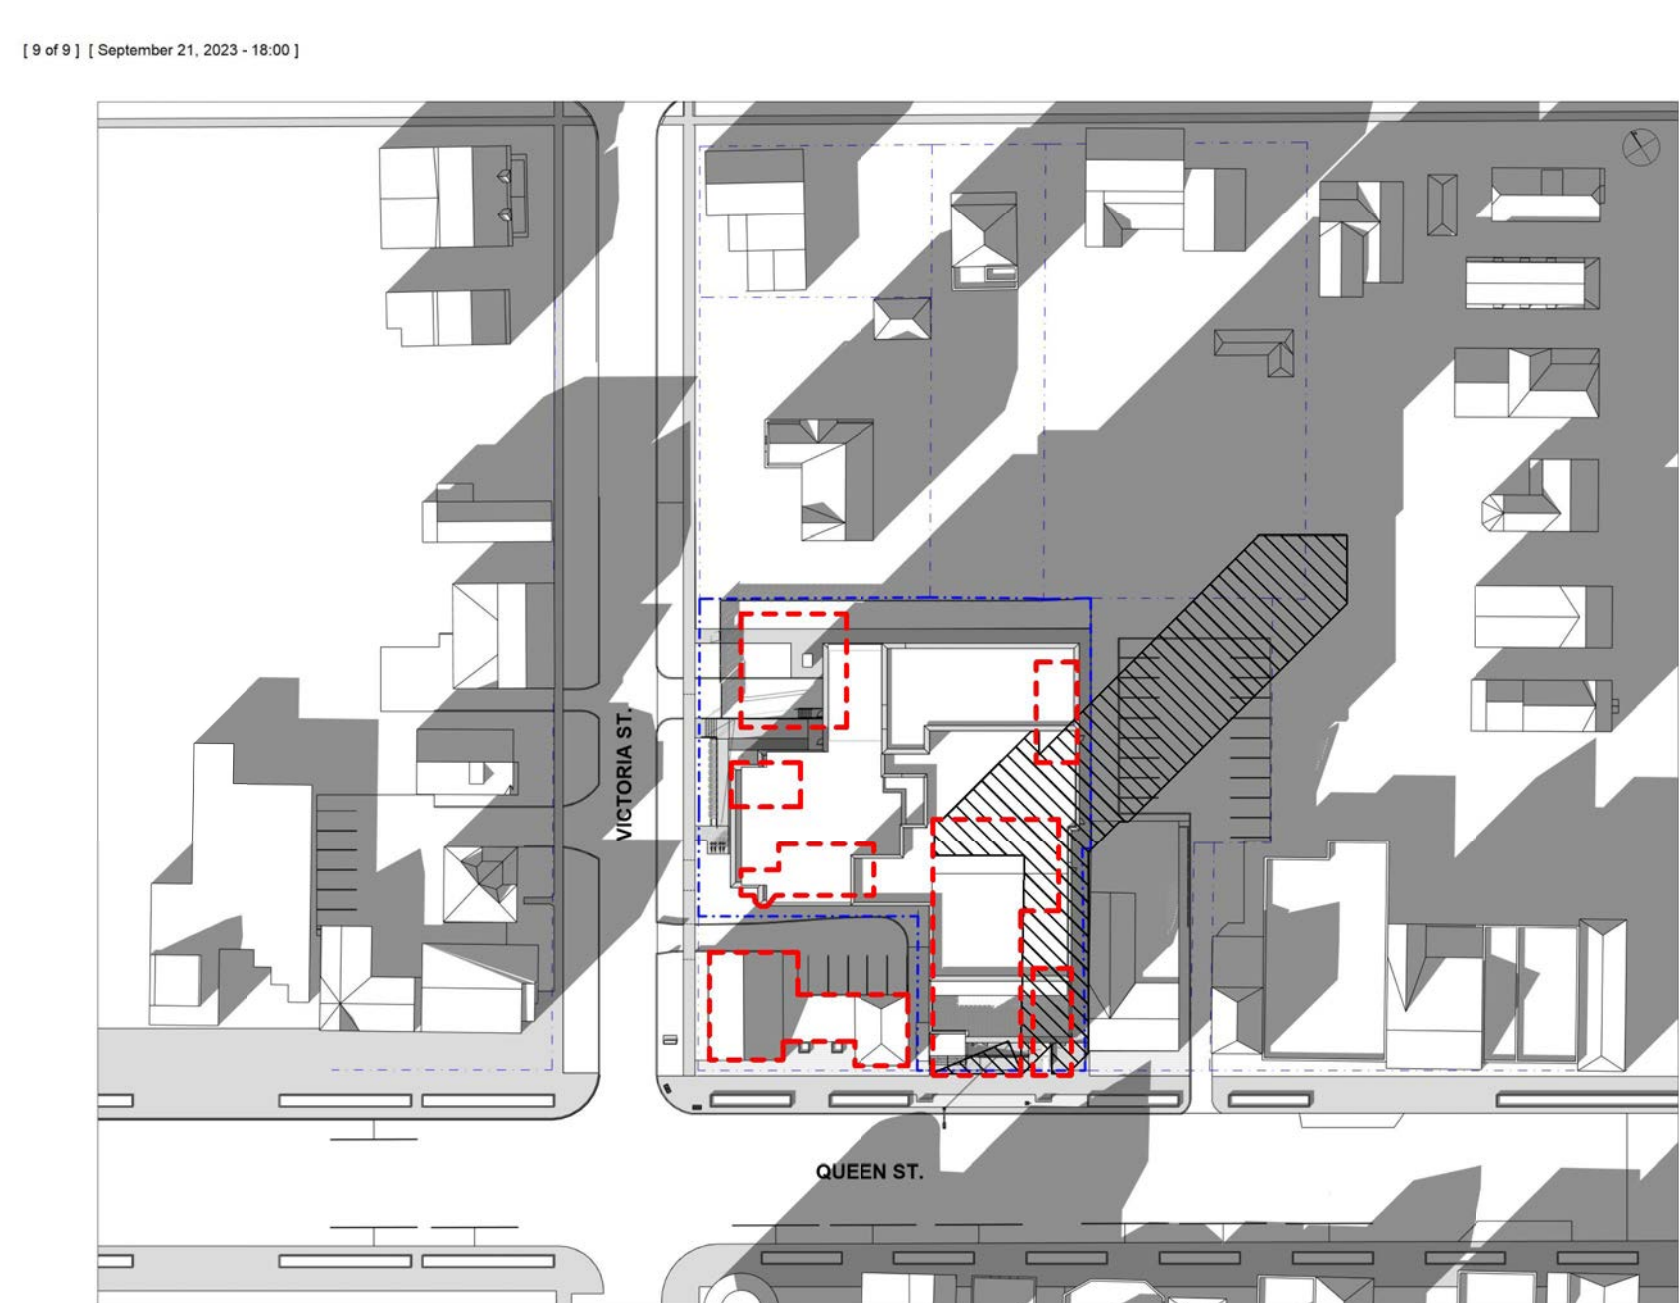 [ 9 of 9 ] [ September 21, 2023 - 18:00 ]
VICTORIA ST.
QUEEN ST.